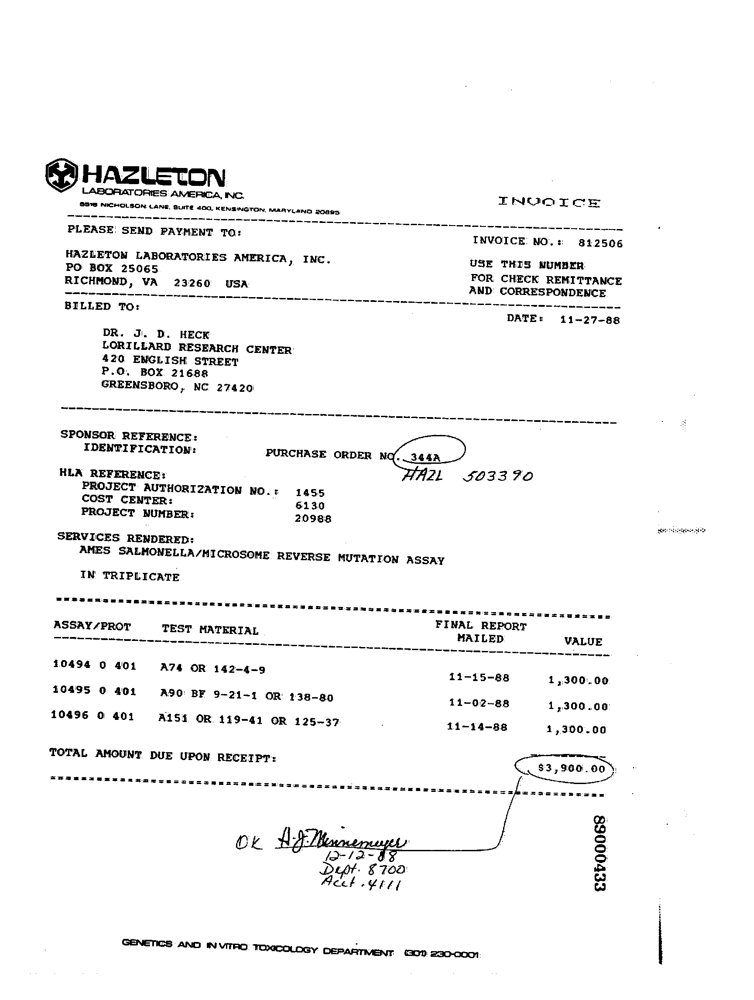 HAZLETON
LABORATORIES AMERICA, INC.
NICHOLSON LANE, SUITE 400, KENSINGTON, MARYLAND 20895
INVOICE
PLEASE SEND PAYMENT TO:
INVOICE NO.: 812506
HAZLETON LABORATORIES AMERICA, INC.
PO BOX 25065
RICHMOND, VA 23260 USA
USE THIS NUMBER
FOR CHECK REMITTANCE
AND CORRESPONDENCE
BILLED TO:
DATE: 11-27-88
DR. J. D. HECK
LORILLARD RESEARCH CENTER
420 ENGLISH STREET
P.O. BOX 21688
GREENSBORO, NC 27420
SPONSOR REFERENCE:
IDENTIFICATION: PURCHASE ORDER NO. 344A
HAZL 503390
HLA REFERENCE:
PROJECT AUTHORIZATION NO.: 1455
COST CENTER: 6130
PROJECT NUMBER: 20988
SERVICES RENDERED:
AMES SALMONELLA/MICROSOME REVERSE MUTATION ASSAY
IN TRIPLICATE
ASSAY/PROT TEST MATERIAL FINAL REPORT MAILED VALUE
10494 0 401 A74 OR 142-4-9 11-15-88 1,300.00
10495 0 401 A90 BF 9-21-1 OR 138-80 11-02-88 1,300.00
10496 0 401 A151 OR 119-41 OR 125-37 11-14-88 1,300.00
TOTAL AMOUNT DUE UPON RECEIPT: $3,900.00
OK A.J. Minnemeyer
12-12-88
Dept. 8700
Acct. 4111
89000433
GENETICS AND IN VITRO TOXICOLOGY DEPARTMENT (301) 230-0001